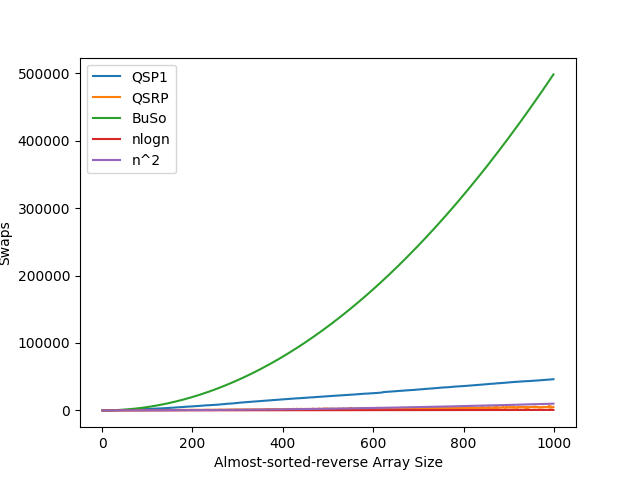 500000
400000
300000
200000
100000
0
Swaps
QSP1
QSRP
BuSo
nlogn
n^2
0 200 400 600 800 1000
Almost-sorted-reverse Array Size